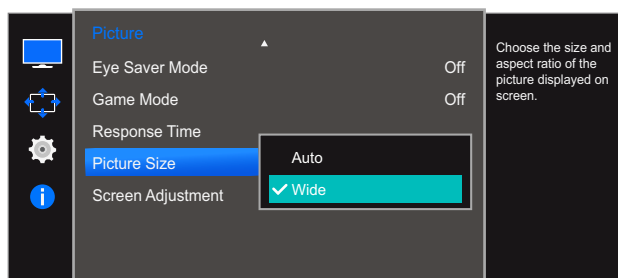 Picture
Eye Saver Mode Off
Game Mode Off
Response Time
Picture Size
Auto
Wide
Screen Adjustment
Choose the size and
aspect ratio of the
picture displayed on
screen.